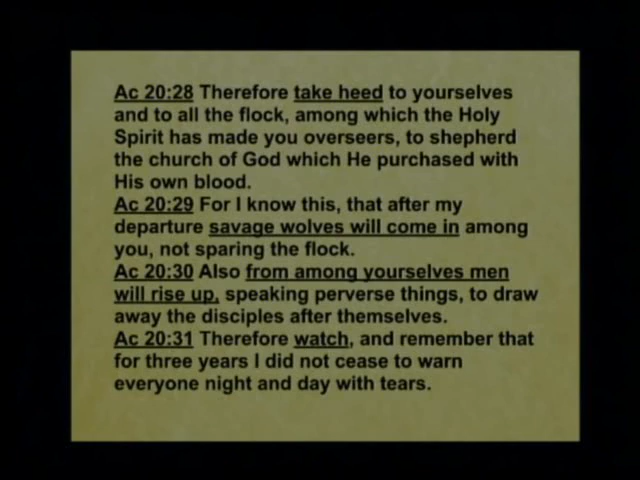 Ac 20:28 Therefore take heed to yourselves
and to all the flock, among which the Holy
Spirit has made you overseers, to shepherd
the church of God which He purchased with
His own blood.
Ac 20:29 For I know this, that after my
departure savage wolves will come in among
you, not sparing the flock.
Ac 20:30 Also from among yourselves men
will rise up, speaking perverse things, to draw
away the disciples after themselves.
Ac 20:31 Therefore watch, and remember that
for three years I did not cease to warn
everyone night and day with tears.